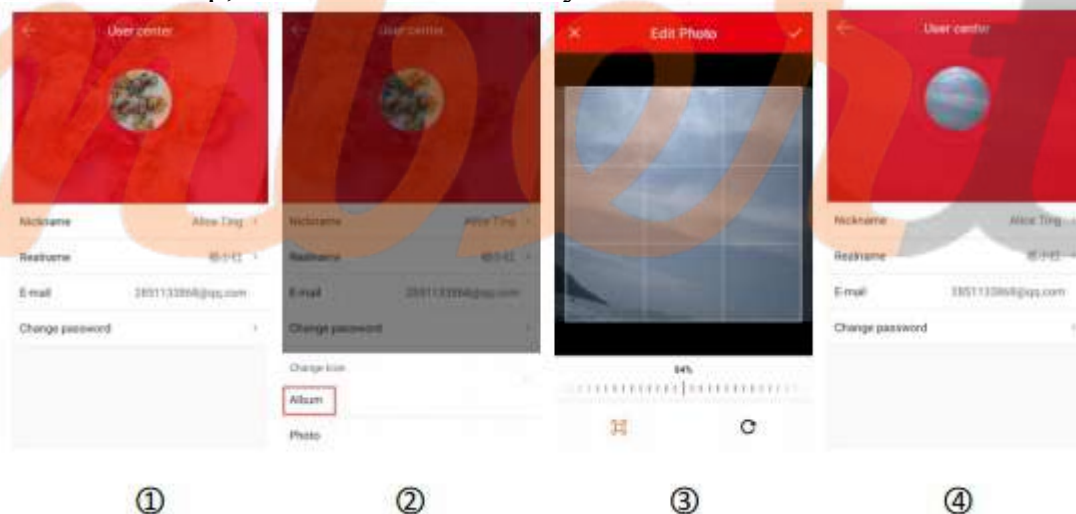 User center
Nickname Alice Ting
Realname
E-mail
Change password
User center
Nickname Alice Ting
Realname
E-mail
Change password
Change icon
Album
Photo
Edit Photo
94%
User center
Nickname Alice Ting
Realname
E-mail
Change password
① ② ③ ④